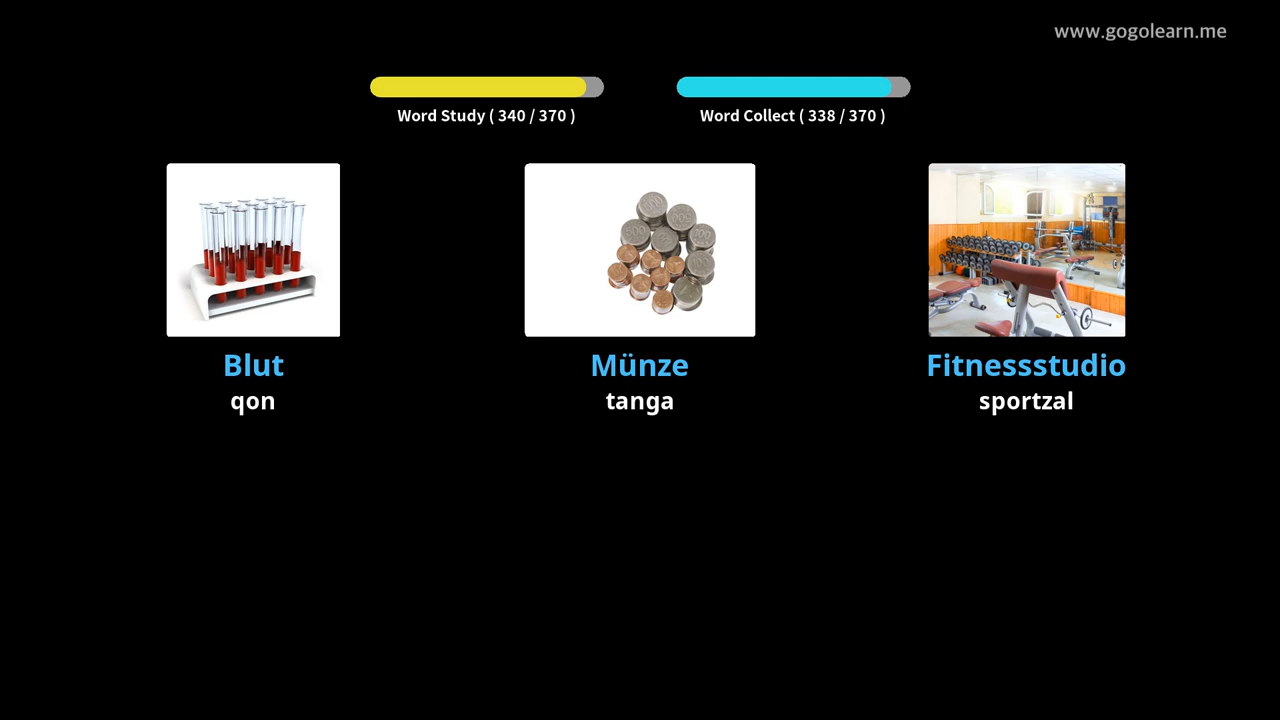 www.gogolearn.me
Word Study ( 340 / 370 )
Word Collect ( 338 / 370 )
Blut
qon
Münze
tanga
Fitnessstudio
sportzal